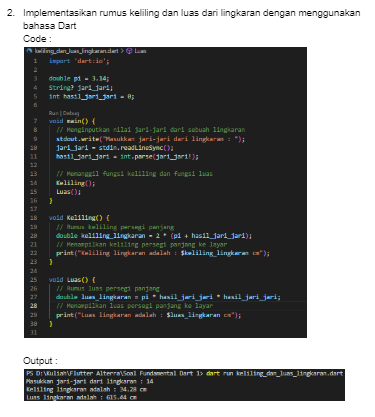 2. Implementasikan rumus keliling dan luas dari lingkaran dengan menggunakan
bahasa Dart
Code :
keliling_dan_luas_lingkaran.dart > Luas
1 import 'dart:io';
2
3 double pi = 3.14;
4 String? jari_jari;
5 int hasil_jari_jari = 0;
6
Run | Debug
7 void main() {
8 // Menginputkan nilai jari-jari dari sebuah lingkaran
9 stdout.write("Masukkan jari-jari dari lingkaran : ");
10 jari_jari = stdin.readLineSync();
11 hasil_jari_jari = int.parse(jari_jari!);
12
13 // Memanggil fungsi keliling dan fungsi luas
14 Keliling();
15 Luas();
16 }
17
18 void Keliling() {
19 // Rumus keliling persegi panjang
20 double keliling_lingkaran = 2 * (pi + hasil_jari_jari);
21 // Menampilkan keliling persegi panjang ke layar
22 print("Keliling lingkaran adalah : $keliling_lingkaran cm");
23 }
24
25 void Luas() {
26 // Rumus luas persegi panjang
27 double luas_lingkaran = pi * hasil_jari_jari * hasil_jari_jari;
28 // Menampilkan luas persegi panjang ke layar
29 print("Luas lingkaran adalah : $luas_lingkaran cm");
30 }
31
Output :
PS D:\Kuliah\Flutter Alterra\Soal Fundamental Dart 1> dart run keliling_dan_luas_lingkaran.dart
Masukkan jari-jari dari lingkaran : 14
Keliling lingkaran adalah : 34.28 cm
Luas lingkaran adalah : 615.44 cm